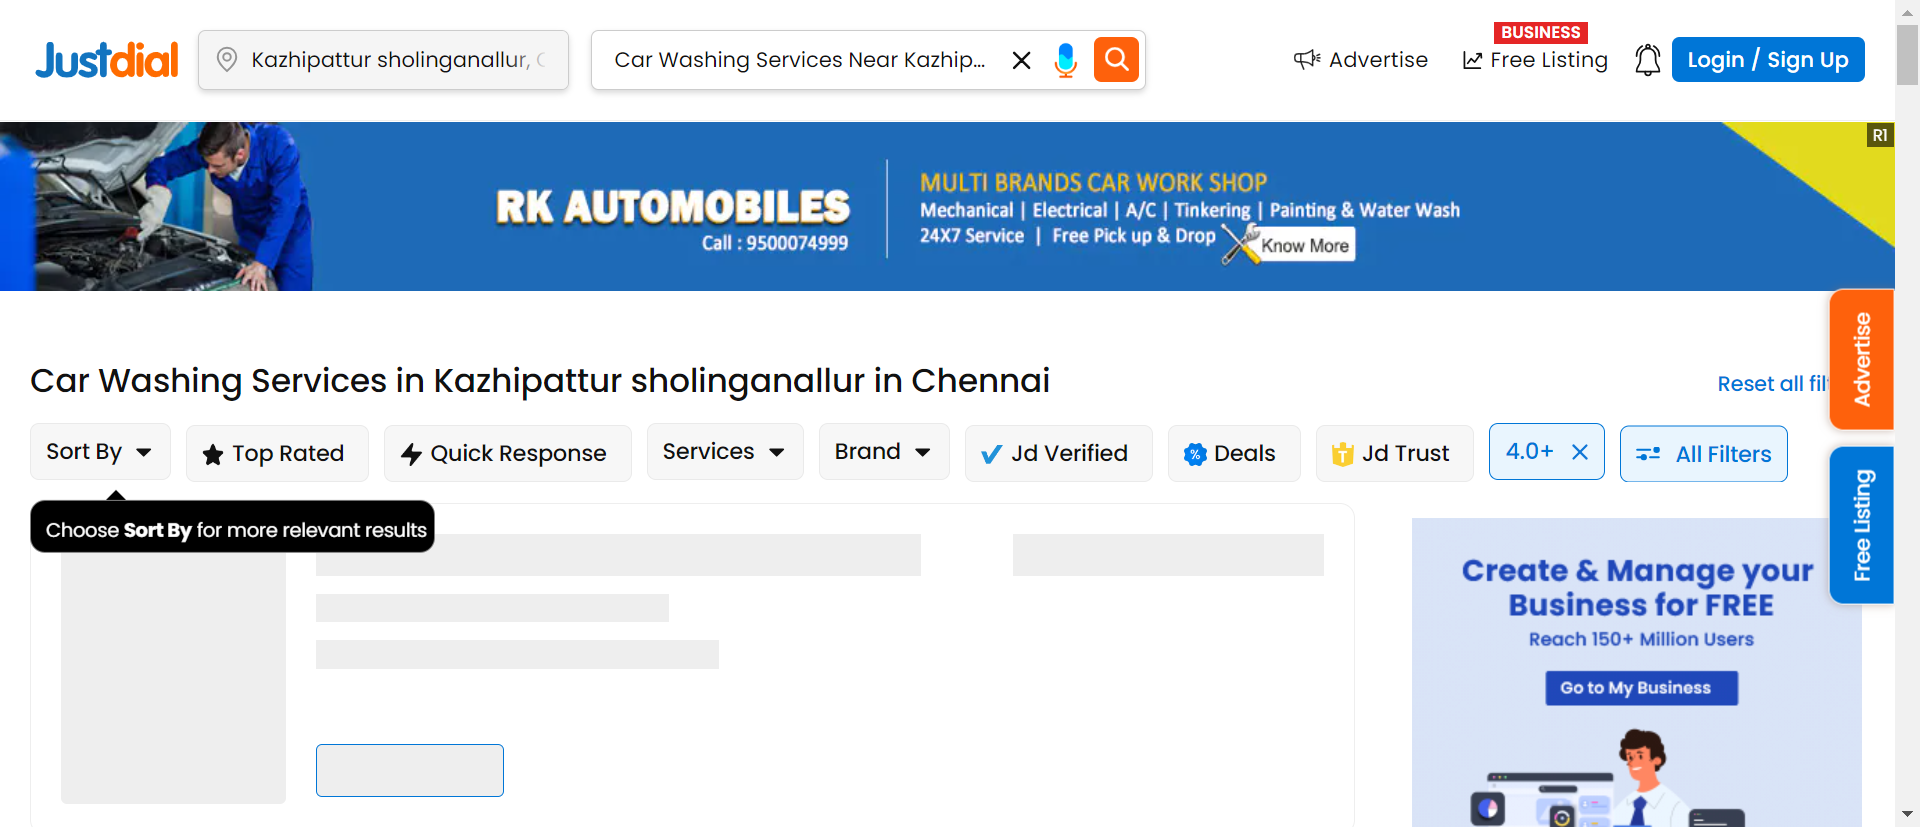 Justdial
Kazhipattur sholinganallur,
Car Washing Services Near Kazhip...
Advertise
BUSINESS
Free Listing
Login / Sign Up
R1
RK AUTOMOBILES
Call : 9500074999
MULTI BRANDS CAR WORK SHOP
Mechanical | Electrical | A/C | Tinkering | Painting & Water Wash
24X7 Service | Free Pick up & Drop
Know More
Car Washing Services in Kazhipattur sholinganallur in Chennai
Reset all fil
Advertise
Sort By
Top Rated
Quick Response
Services
Brand
Jd Verified
% Deals
T Jd Trust
4.0+
All Filters
Choose Sort By for more relevant results
Free Listing
Create & Manage your
Business for FREE
Reach 150+ Million Users
Go to My Business